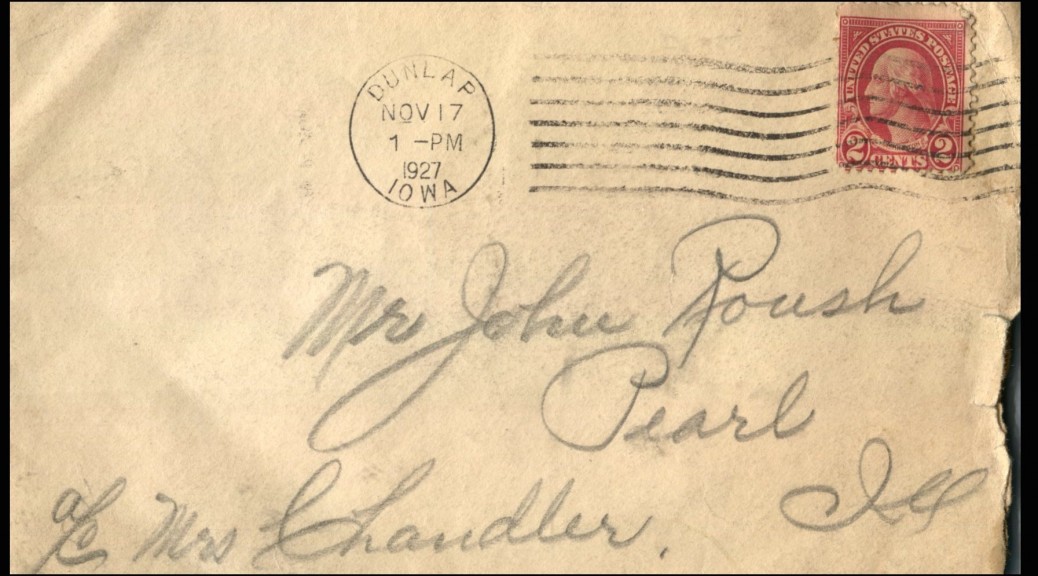 DUNLAP
NOV 17
1 -PM
1927
IOWA
UNITED STATES POSTAGE
2 CENTS 2
Mr John Roush
Pearl
Ill
a/c Mrs Chandler.